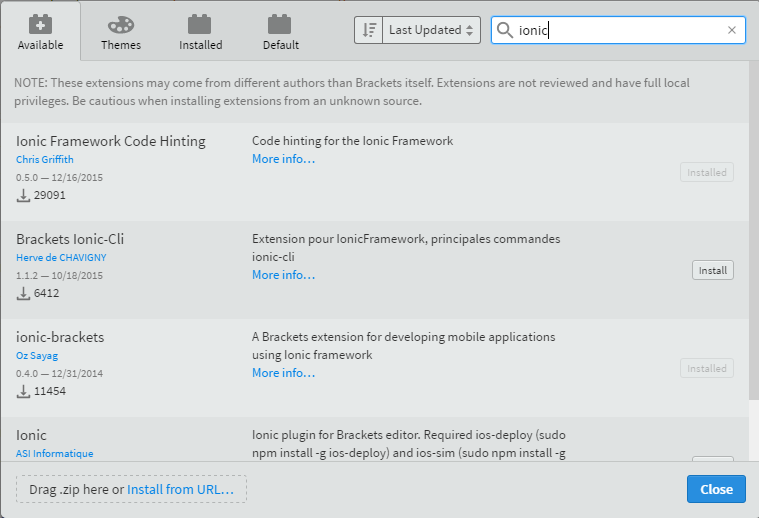 Available
Themes
Installed
Default
Last Updated
ionic
NOTE: These extensions may come from different authors than Brackets itself. Extensions are not reviewed and have full local
privileges. Be cautious when installing extensions from an unknown source.
Ionic Framework Code Hinting
Chris Griffith
0.5.0 — 12/16/2015
29091
Code hinting for the Ionic Framework
More info...
Installed
Brackets Ionic-Cli
Herve de CHAVIGNY
1.1.2 — 10/18/2015
6412
Extension pour IonicFramework, principales commandes
ionic-cli
More info...
Install
ionic-brackets
Oz Sayag
0.4.0 — 12/31/2014
11454
A Brackets extension for developing mobile applications
using Ionic framework
More info...
Installed
Ionic
ASI Informatique
Ionic plugin for Brackets editor. Required ios-deploy (sudo
npm install -g ios-deploy) and ios-sim (sudo npm install -g
Drag .zip here or Install from URL...
Close